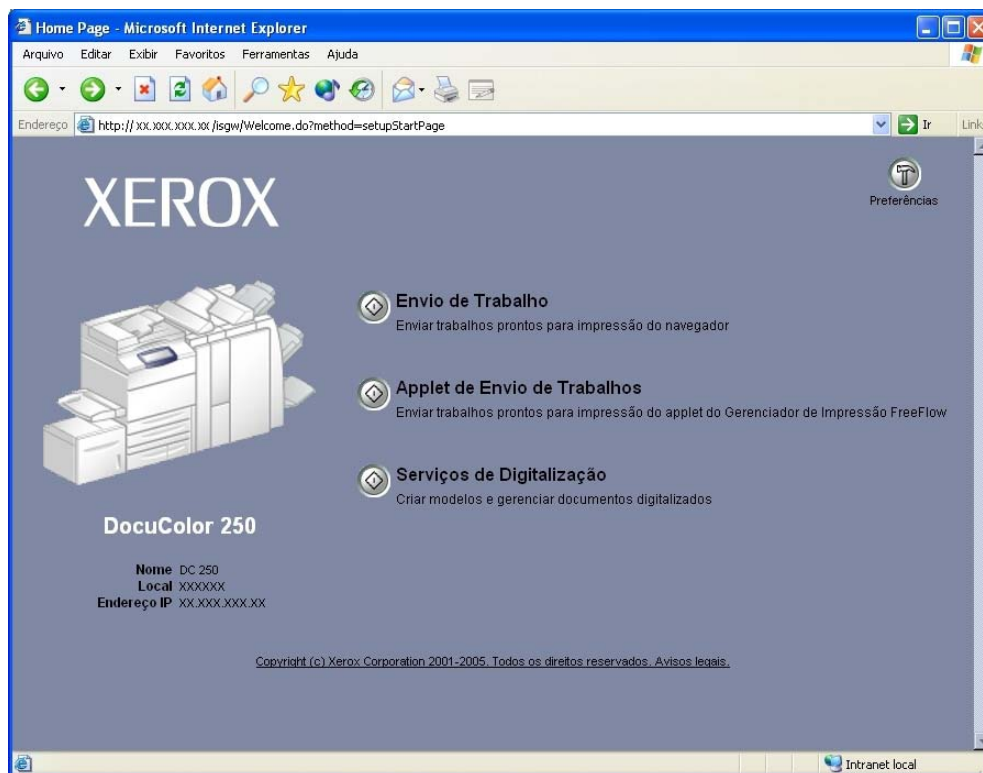 Home Page - Microsoft Internet Explorer
Arquivo Editar Exibir Favoritos Ferramentas Ajuda
Endereço http://xx.xxx.xxx.xx/isgw/Welcome.do?method=setupStartPage Ir Links
XEROX
Preferências
Envio de Trabalho
Enviar trabalhos prontos para impressão do navegador
Applet de Envio de Trabalhos
Enviar trabalhos prontos para impressão do applet do Gerenciador de Impressão FreeFlow
Serviços de Digitalização
Criar modelos e gerenciar documentos digitalizados
DocuColor 250
Nome DC 250
Local XXXXXX
Endereço IP XX.XXX.XXX.XX
Copyright (c) Xerox Corporation 2001-2005. Todos os direitos reservados. Avisos legais.
Intranet local